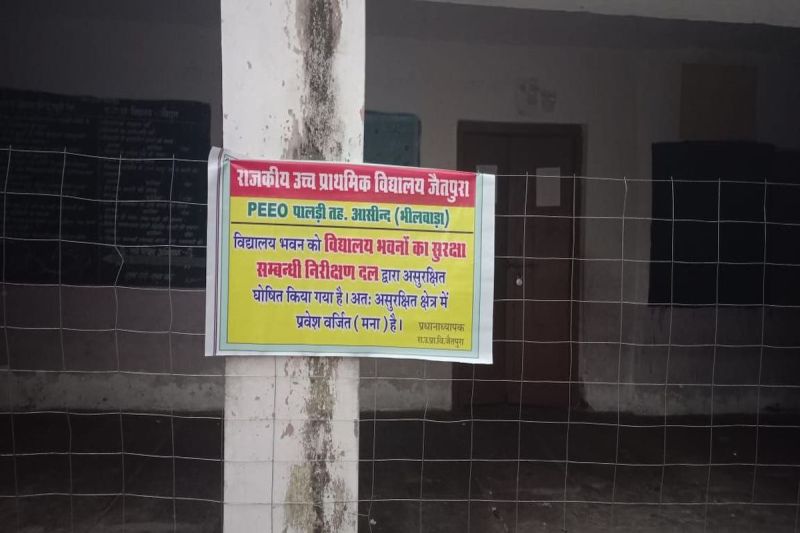 राजकीय उच्च प्राथमिक विद्यालय जैतपुरा
PEEO पालड़ी तह. आसीन्द (भीलवाड़ा)
विद्यालय भवन को विद्यालय भवनों का सुरक्षा
सम्बन्धी निरीक्षण दल द्वारा असुरक्षित
घोषित किया गया है। अतः असुरक्षित क्षेत्र में
प्रवेश वर्जित ( मना ) है।
प्रधानाध्यापक
रा.उ.प्रा.वि.जैतपुरा